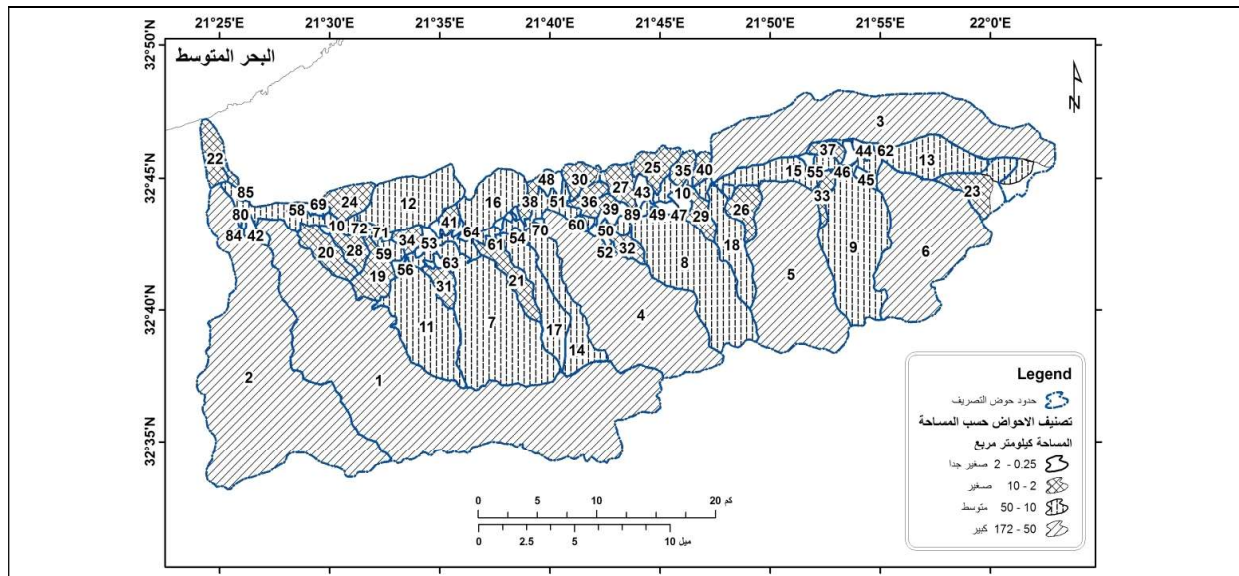 21°25'E 21°30'E 21°35'E 21°40'E 21°45'E 21°50'E 21°55'E 22°0'E
32°50'N
البحر المتوسط
N
3
22 37 44 62
32°45'N
48 30 25 35 40 15 55 46 45 13
85 69 24 12 16 38 51 36 27 43 10 23
80 58 10 72 71 41 64 39 89 49 47 29 26 33
84 42 34 53 61 54 70 60 50
20 28 59 63 52 32 18 9 6
19 56 31 21 8 5
32°40'N
11 7 17 4
14
2 1
32°35'N
0 5 10 20 كم
0 2.5 5 10 ميل
Legend
حدود حوض التصريف
تصنيف الاحواض حسب المساحة
المساحة كيلومتر مربع
0.25 - 2 صغير جدا
2 - 10 صغير
10 - 50 متوسط
50 - 172 كبير